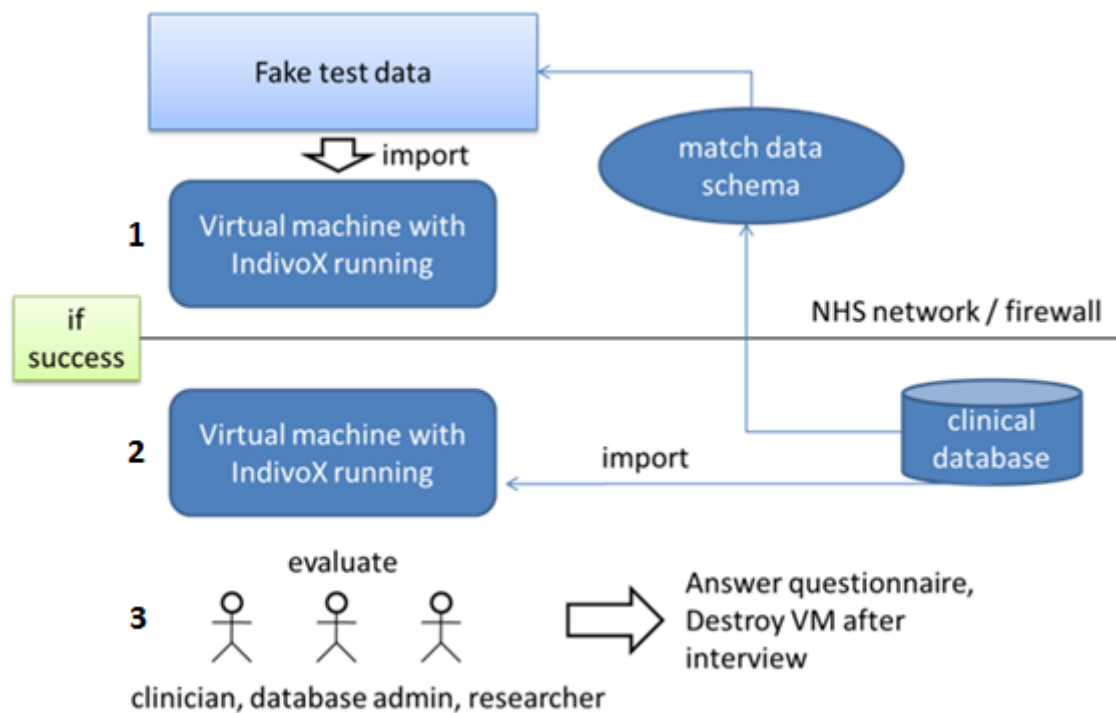 Fake test data
import
match data
schema
1
Virtual machine with
IndivoX running
NHS network / firewall
if
success
2
Virtual machine with
IndivoX running
import
clinical
database
evaluate
3
Answer questionnaire,
Destroy VM after
interview
clinician, database admin, researcher